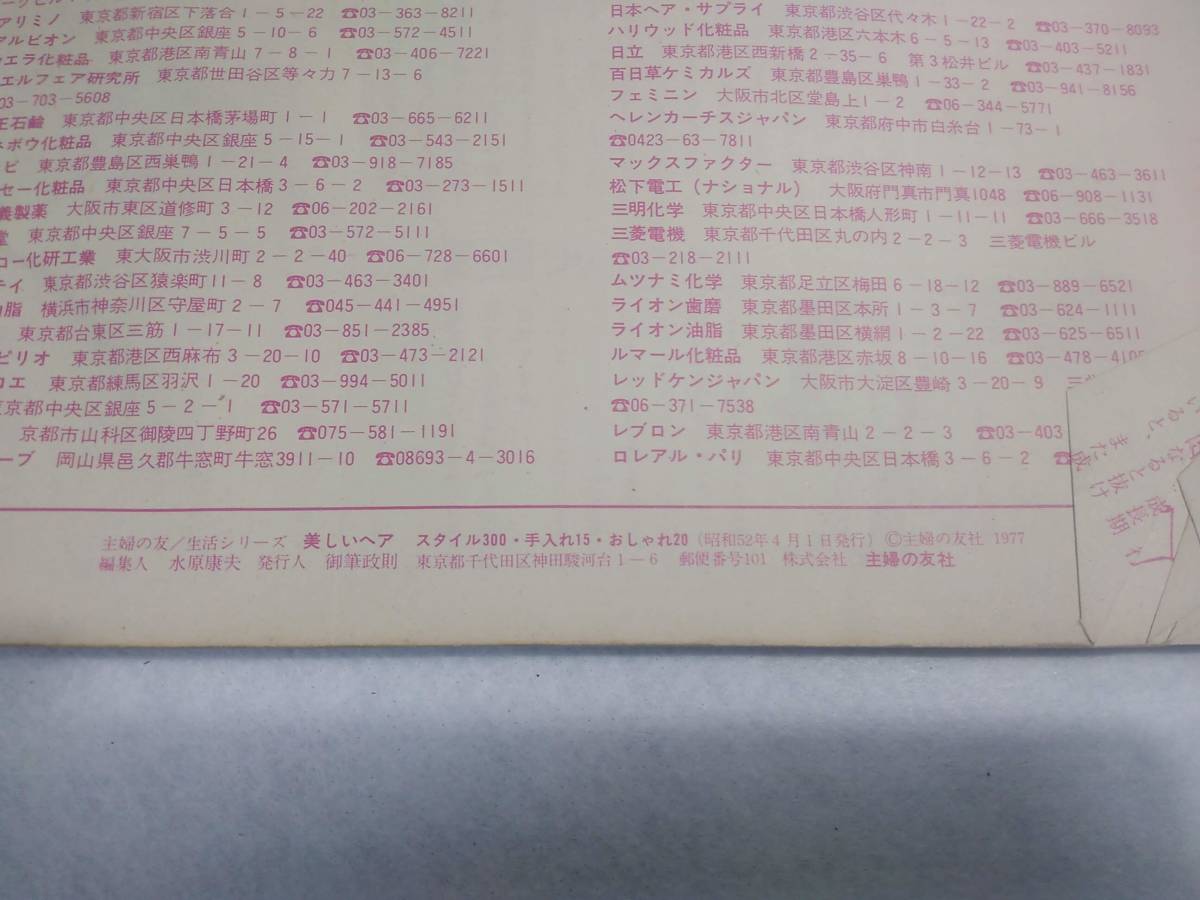 アリミノ 東京都新宿区下落合1－5－22 ☎03－363－8211
アルビオン 東京都中央区銀座5－10－6 ☎03－572－4511
ウエラ化粧品 東京都港区南青山7－8－1 ☎03－406－7221
エルフェア研究所 東京都世田谷区等々力7－13－6
03－703－5608
王石鹼 東京都中央区日本橋茅場町1－1 ☎03－665－6211
ネボウ化粧品 東京都中央区銀座5－15－1 ☎03－543－2151
ビ 東京都豊島区西巣鴨1－21－4 ☎03－918－7185
セー化粧品 東京都中央区日本橋3－6－2 ☎03－273－1511
義製薬 大阪市東区道修町3－12 ☎06－202－2161
堂 東京都中央区銀座7－5－5 ☎03－572－5111
コー化研工業 東大阪市渋川町2－2－40 ☎06－728－6601
テイ 東京都渋谷区猿楽町11－8 ☎03－463－3401
油脂 横浜市神奈川区守屋町2－7 ☎045－441－4951
東京都台東区三筋1－17－11 ☎03－851－2385
ピリオ 東京都港区西麻布3－20－10 ☎03－473－2121
コエ 東京都練馬区羽沢1－20 ☎03－994－5011
東京都中央区銀座5－2－1 ☎03－571－5711
京都市山科区御陵四丁野町26 ☎075－581－1191
ーブ 岡山県邑久郡牛窓町牛窓3911－10 ☎08693－4－3016
日本ヘア・サプライ 東京都渋谷区代々木1－22－2 ☎03－370－8093
ハリウッド化粧品 東京都港区六本木6－5－13 ☎03－403－5211
日立 東京都港区西新橋2－35－6 第3松井ビル ☎03－437－1831
百日草ケミカルズ 東京都豊島区巣鴨1－33－2 ☎03－941－8156
フェミニン 大阪市北区堂島上1－2 ☎06－344－5771
ヘレンカーチスジャパン 東京都府中市白糸台1－73－1
☎0423－63－7811
マックスファクター 東京都渋谷区神南1－12－13 ☎03－463－3611
松下電工（ナショナル） 大阪府門真市門真1048 ☎06－908－1131
三明化学 東京都中央区日本橋人形町1－11－11 ☎03－666－3518
三菱電機 東京都千代田区丸の内2－2－3 三菱電機ビル
☎03－218－2111
ムツナミ化学 東京都足立区梅田6－18－12 ☎03－889－6521
ライオン歯磨 東京都墨田区本所1－3－7 ☎03－624－1111
ライオン油脂 東京都墨田区横網1－2－22 ☎03－625－6511
ルマール化粧品 東京都港区赤坂8－10－16 ☎03－478－4105
レッドケンジャパン 大阪市大淀区豊崎3－20－9
☎06－371－7538
レブロン 東京都港区南青山2－2－3 ☎03－403
ロレアル・パリ 東京都中央区日本橋3－6－2 ☎
主婦の友／生活シリーズ 美しいヘア スタイル300・手入れ15・おしゃれ20（昭和52年4月1日発行）©主婦の友社 1977
編集人 水原康夫 発行人 御筆政則 東京都千代田区神田駿河台1－6 郵便番号101 株式会社 主婦の友社
いると、また成
なると抜け
成長期